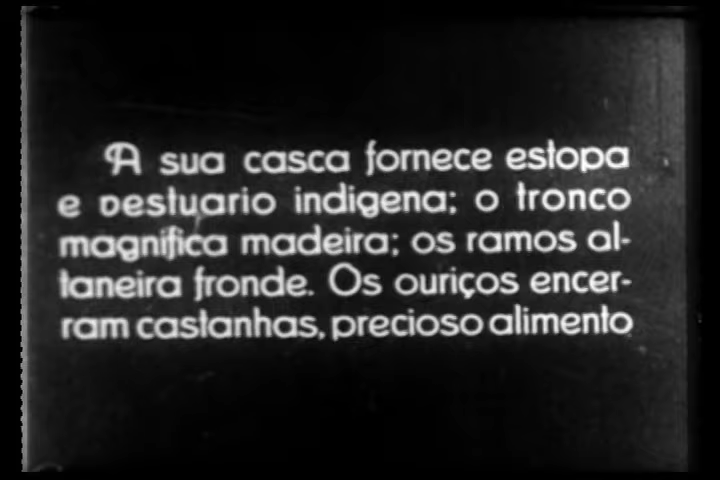 A sua casca fornece estopa
e vestuario indigena; o tronco
magnifica madeira; os ramos al-
taneira fronde. Os ouriços encer-
ram castanhas, precioso alimento